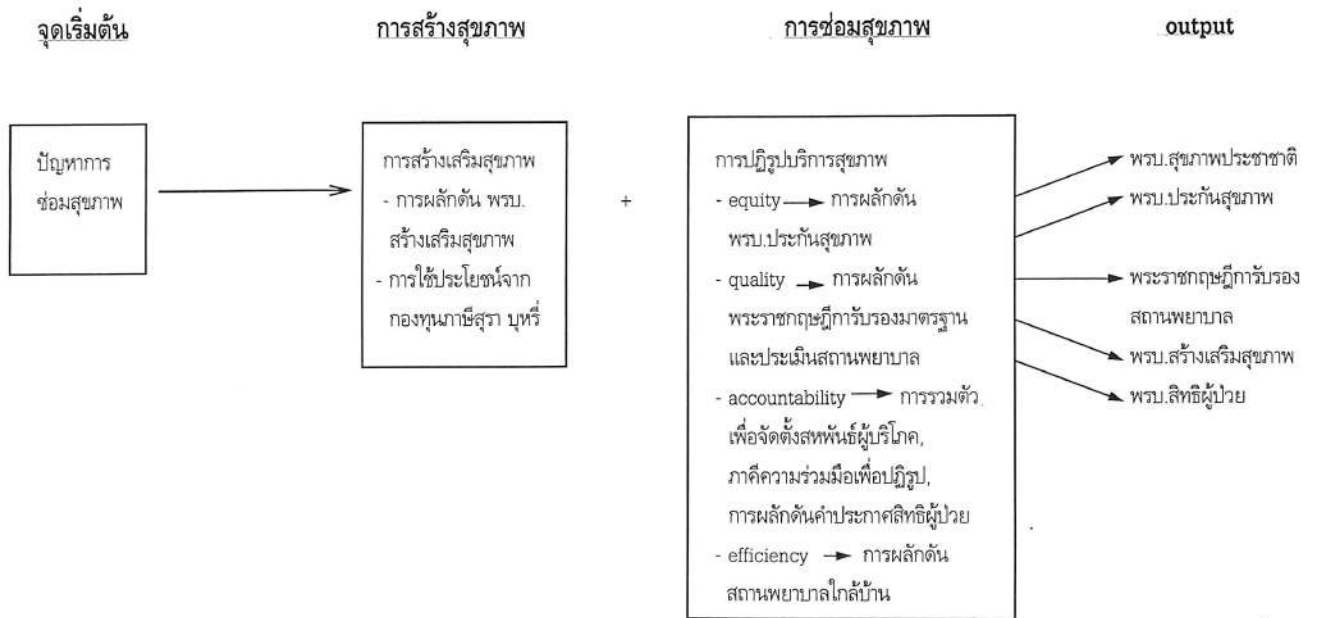 จุดเริ่มต้น
การสร้างสุขภาพ
การซ่อมสุขภาพ
output
ปัญหาการ
ซ่อมสุขภาพ
การสร้างเสริมสุขภาพ
- การผลักดัน พรบ.
สร้างเสริมสุขภาพ
- การใช้ประโยชน์จาก
กองทุนภาษีสุรา บุหรี่
+
การปฏิรูปบริการสุขภาพ
- equity → การผลักดัน
พรบ.ประกันสุขภาพ
- quality → การผลักดัน
พระราชกฤษฎีการับรองมาตรฐาน
และประเมินสถานพยาบาล
- accountability → การรวมตัว
เพื่อจัดตั้งสหพันธ์ผู้บริโภค,
ภาคีความร่วมมือเพื่อปฏิรูป,
การผลักดันคำประกาศสิทธิผู้ป่วย
- efficiency → การผลักดัน
สถานพยาบาลใกล้บ้าน
พรบ.สุขภาพประชาชาติ
พรบ.ประกันสุขภาพ
พระราชกฤษฎีการับรอง
สถานพยาบาล
พรบ.สร้างเสริมสุขภาพ
พรบ.สิทธิผู้ป่วย